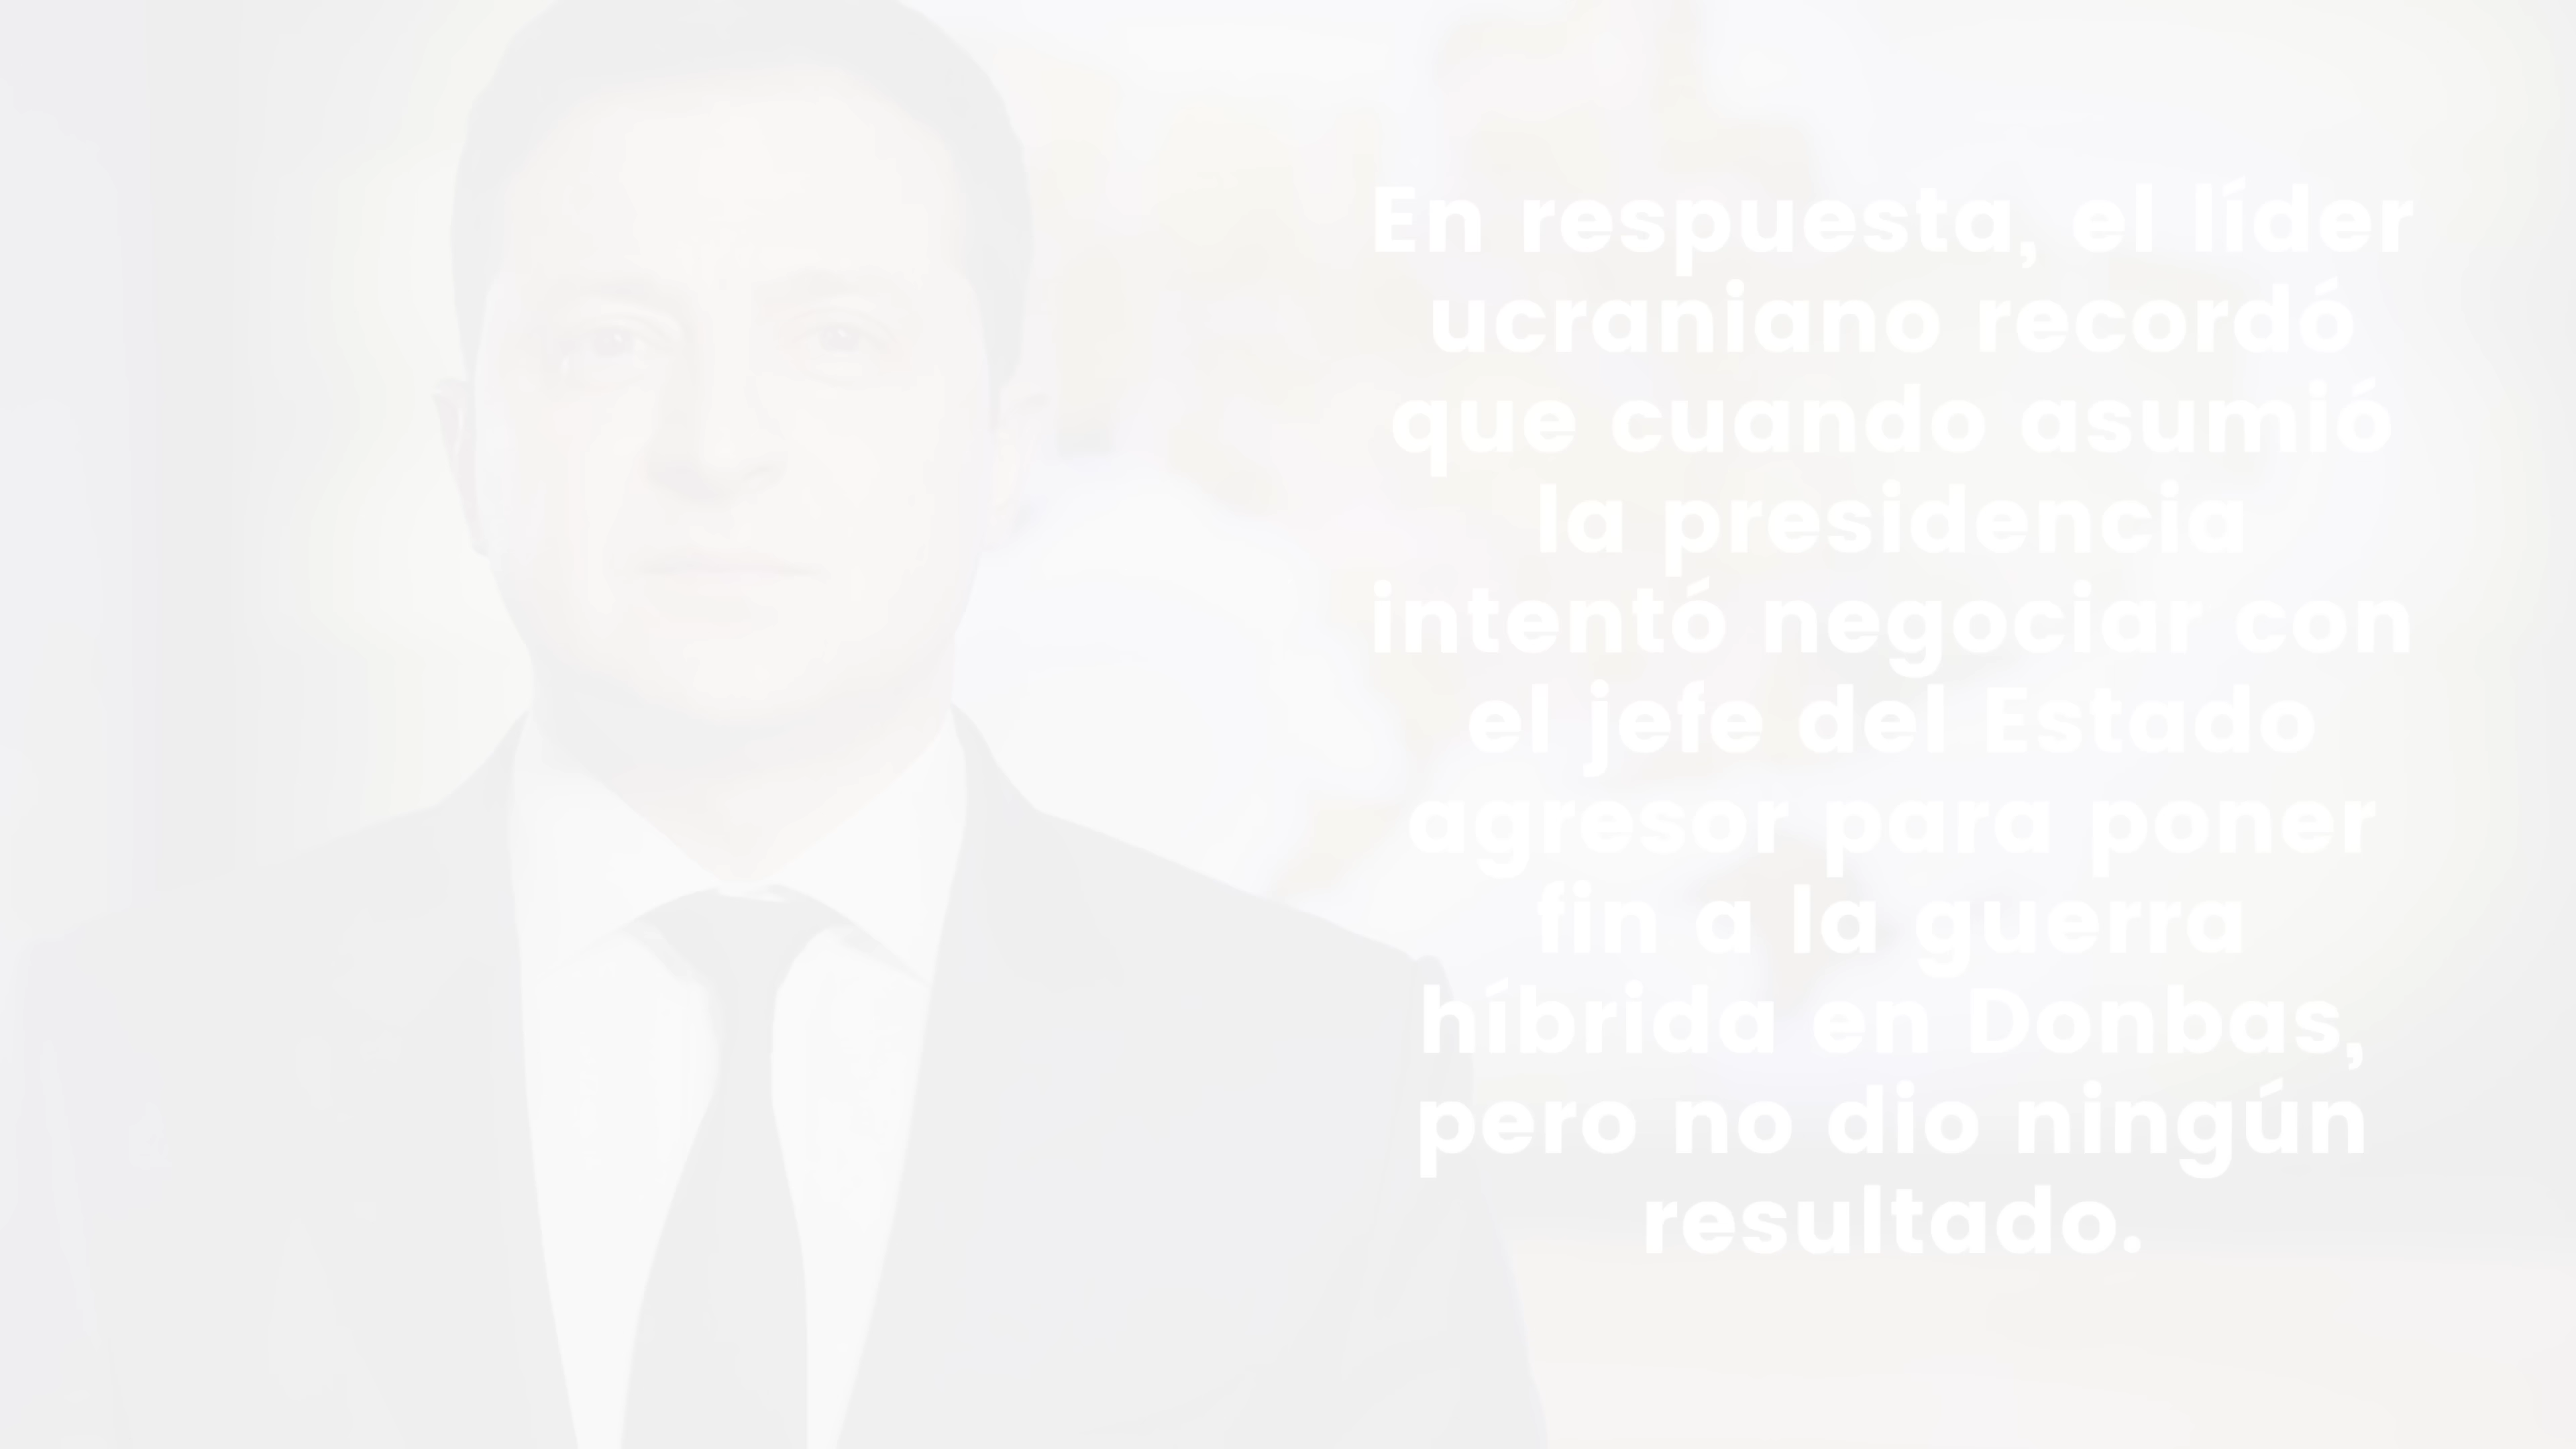 En respuesta, el líder
ucraniano recordó
que cuando asumió
la presidencia
intentó negociar con
el jefe del Estado
agresor para poner
fin a la guerra
híbrida en Donbas,
pero no dio ningún
resultado.